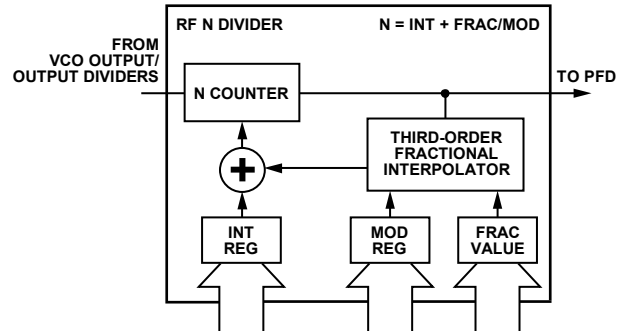 RF N DIVIDER
N = INT + FRAC/MOD
FROM
VCO OUTPUT/
OUTPUT DIVIDERS
N COUNTER
TO PFD
THIRD-ORDER
FRACTIONAL
INTERPOLATOR
+
INT
REG
MOD
REG
FRAC
VALUE